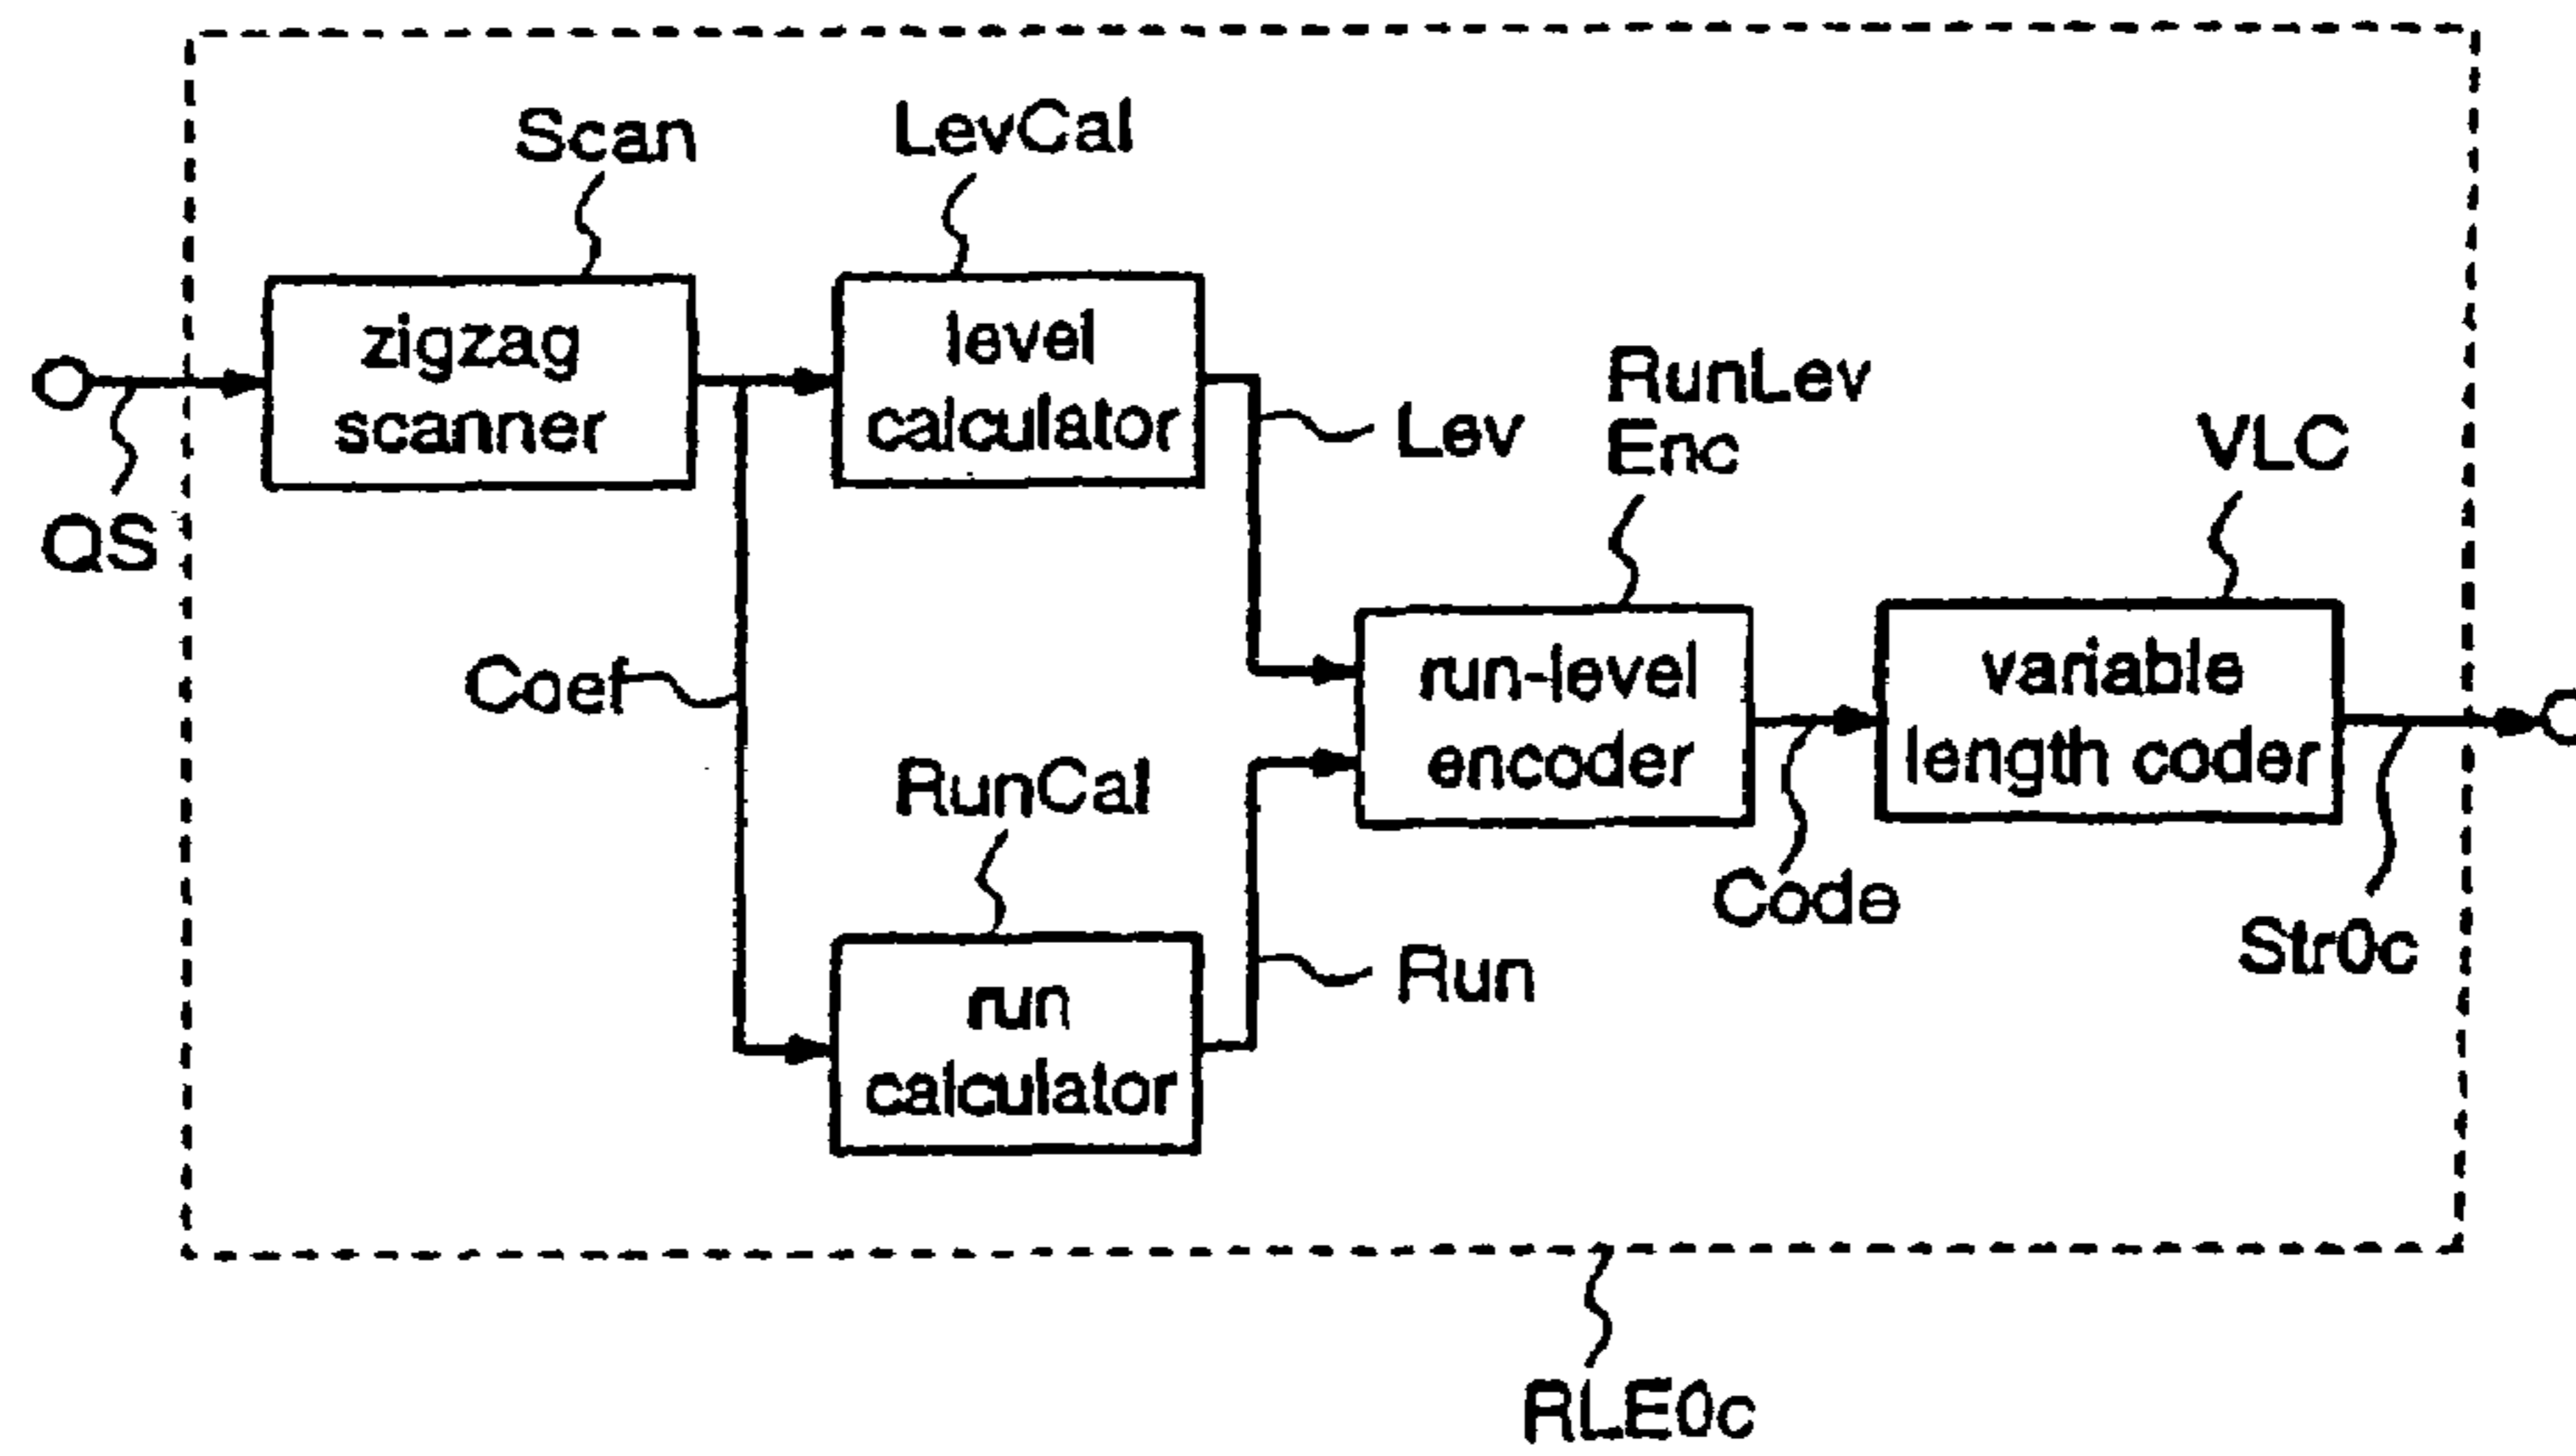 Scan
LevCal
zigzag
scanner
level
calculator
QS
Lev
RunLev
Enc
VLC
Coef
run-level
encoder
variable
length coder
RunCal
Code
Str0c
run
calculator
Run
RLE0c